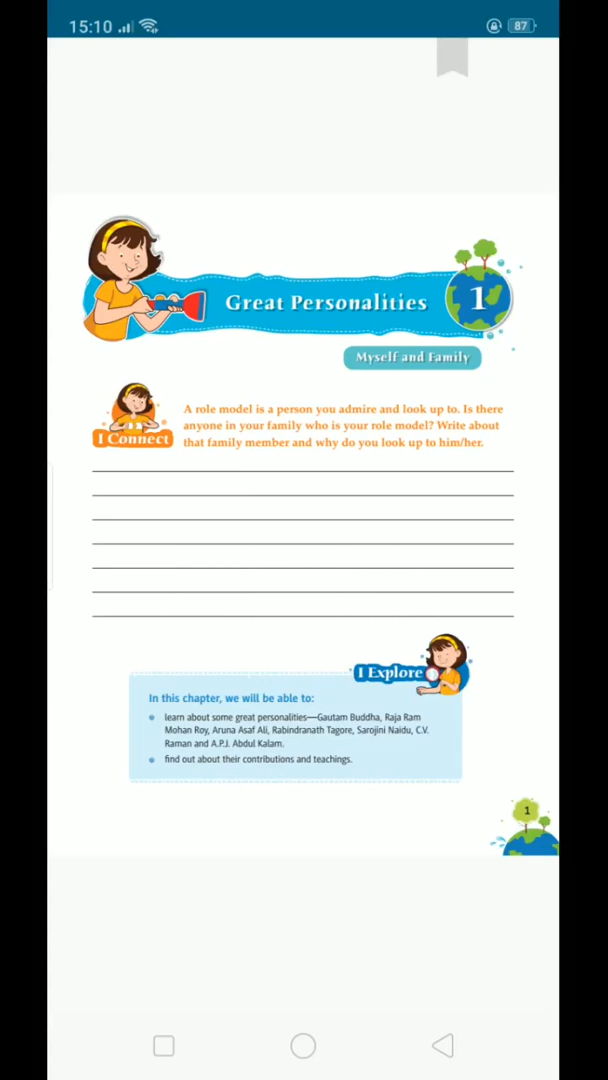 15:10
87
Great Personalities
1
Myself and Family
I Connect
A role model is a person you admire and look up to. Is there
anyone in your family who is your role model? Write about
that family member and why do you look up to him/her.
I Explore
In this chapter, we will be able to:
learn about some great personalities—Gautam Buddha, Raja Ram
Mohan Roy, Aruna Asaf Ali, Rabindranath Tagore, Sarojini Naidu, C.V.
Raman and A.P.J. Abdul Kalam.
find out about their contributions and teachings.
1